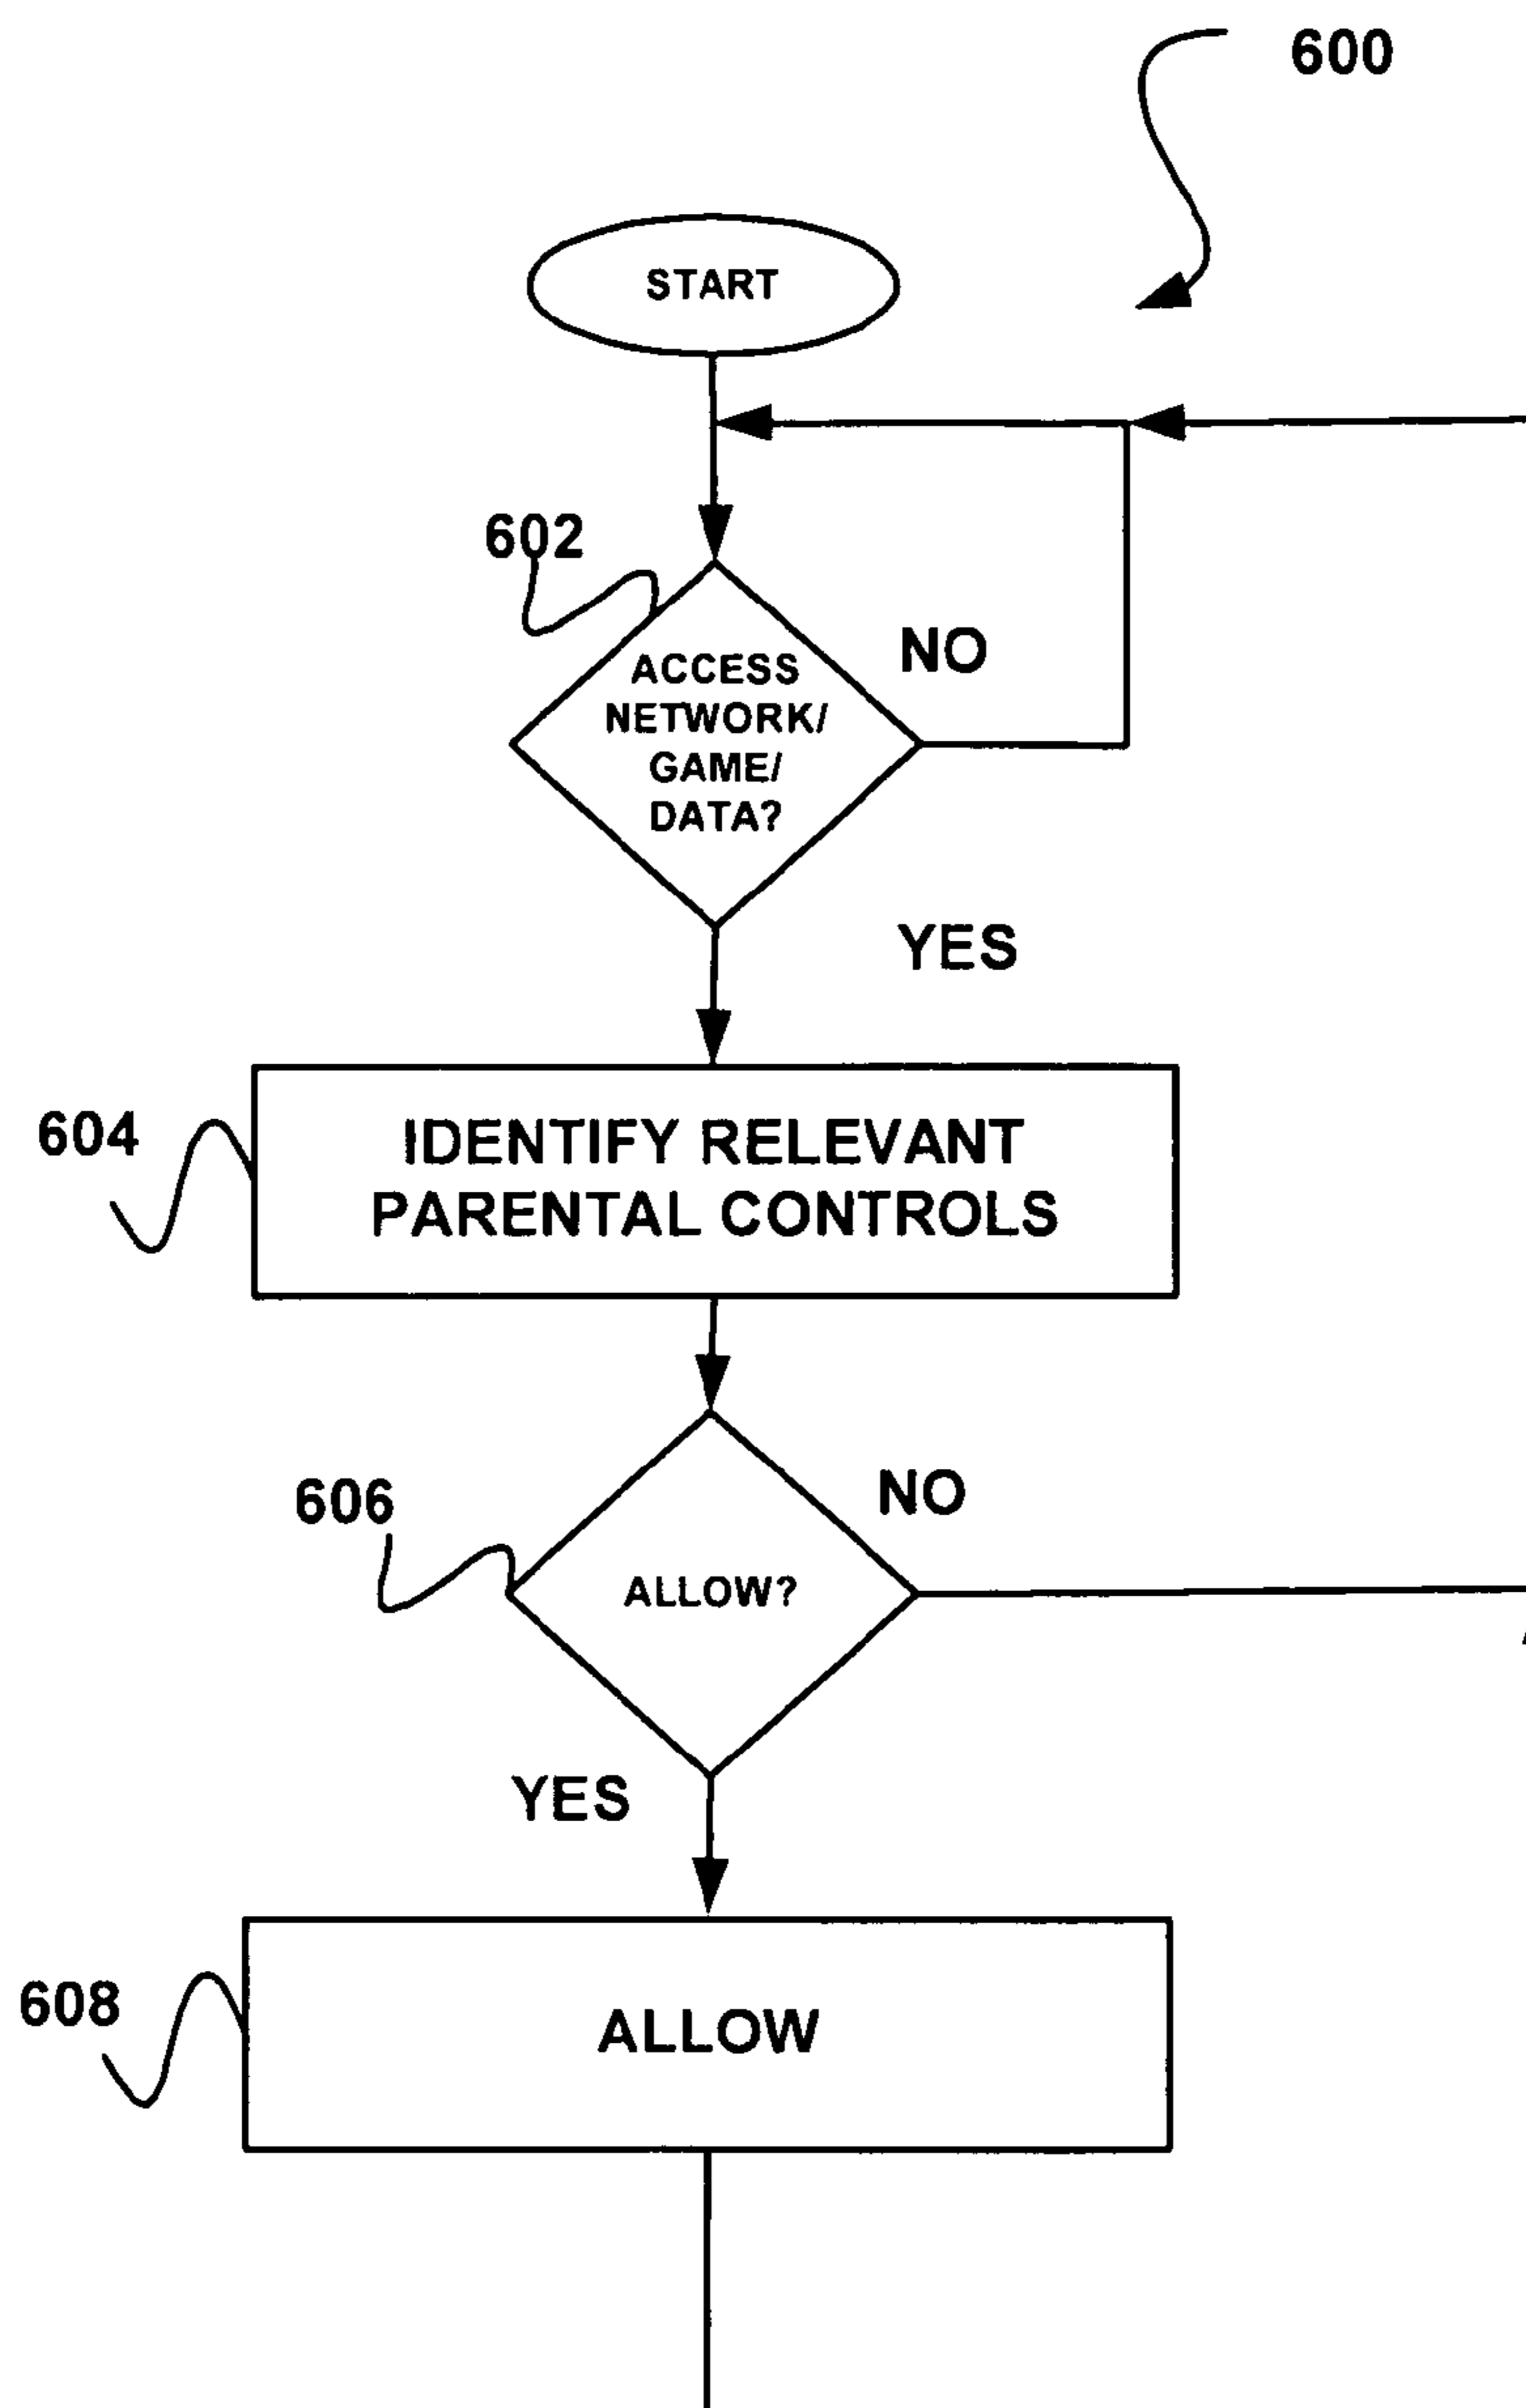 600
START
602
ACCESS
NETWORK/
GAME/
DATA?
NO
YES
604
IDENTIFY RELEVANT
PARENTAL CONTROLS
606
NO
ALLOW?
YES
608
ALLOW